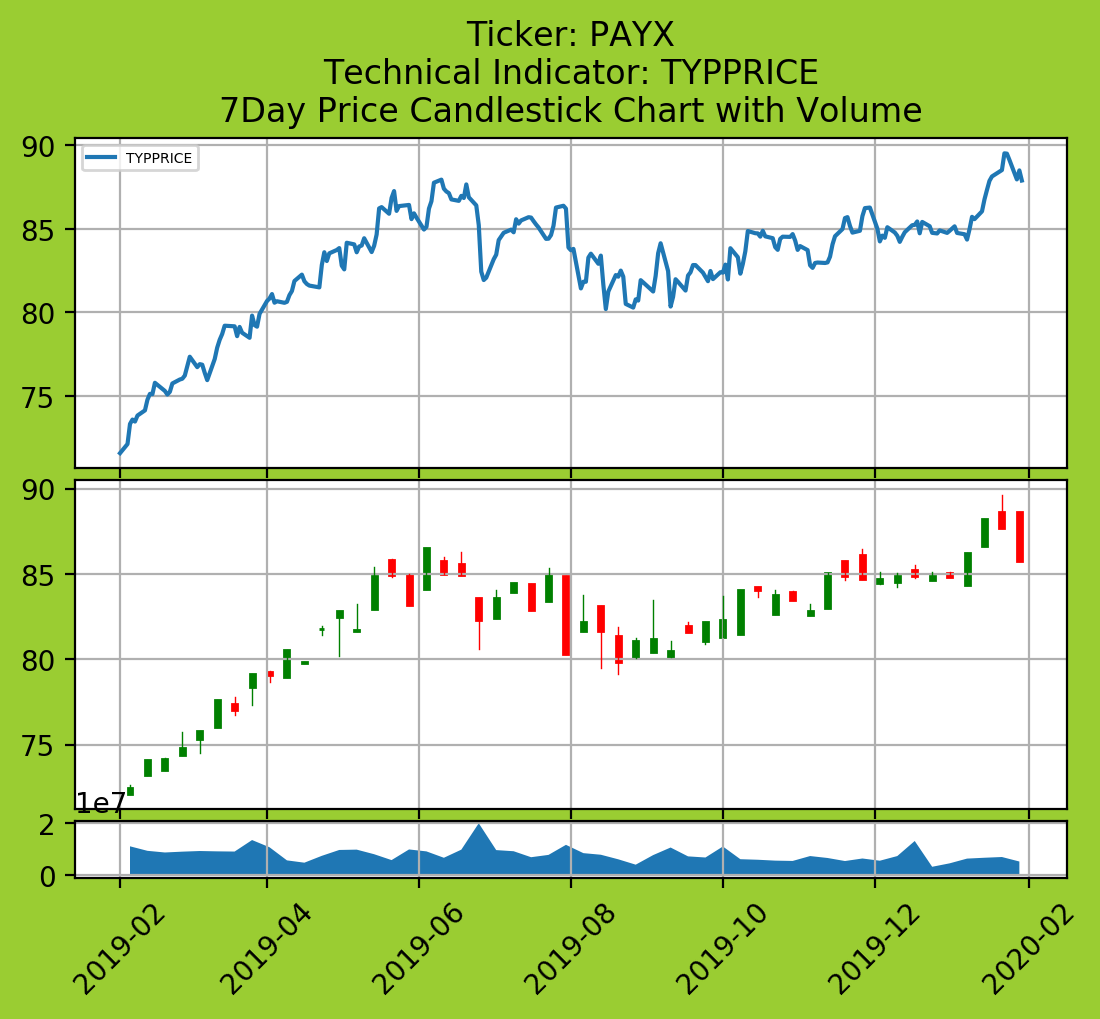 Ticker: PAYX
Technical Indicator: TYPPRICE
7Day Price Candlestick Chart with Volume
90
TYPPRICE
85
80
75
90
85
80
75
1e7
2
0
2019-02 2019-04 2019-06 2019-08 2019-10 2019-12 2020-02